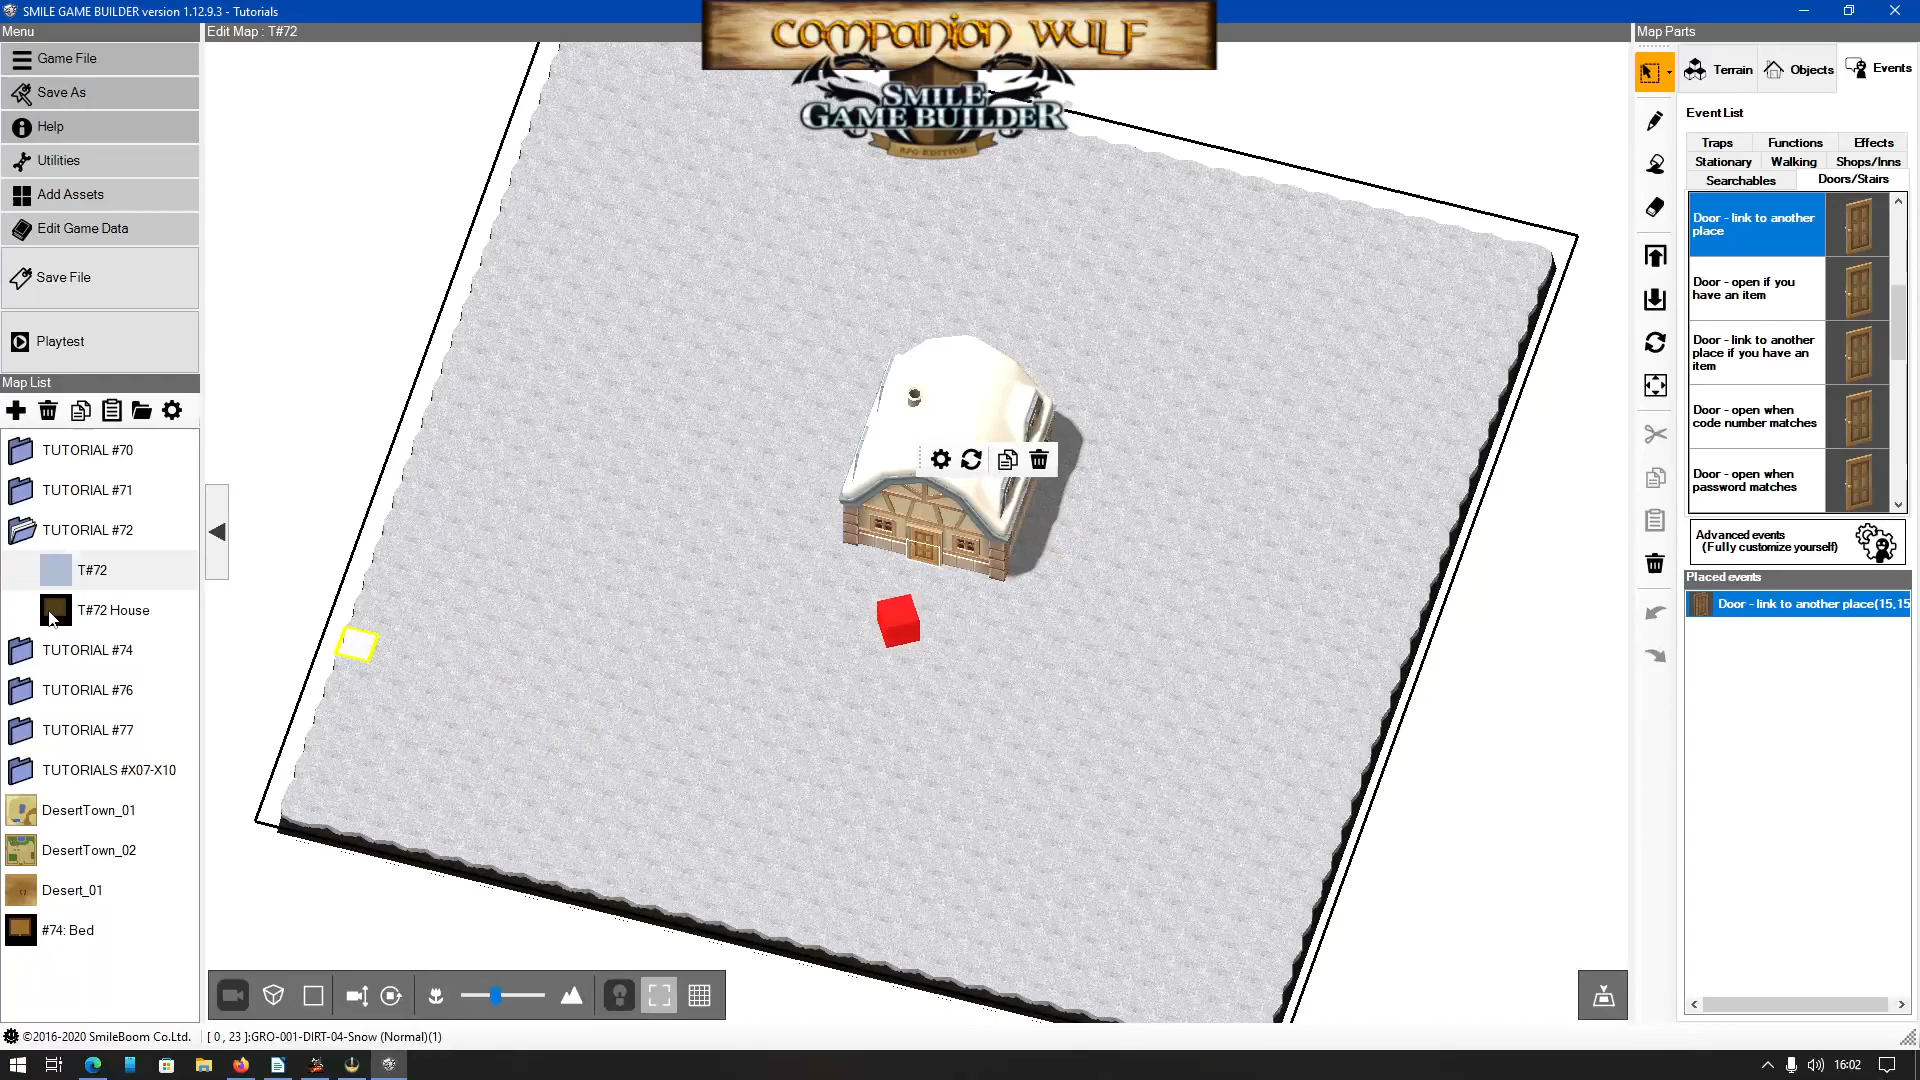 SMILE GAME BUILDER version 1.12.9.3 - Tutorials
Menu
Edit Map : T#72
Map Parts
COMPANION WULF
SMILE
GAME BUILDER
RPG EDITION
Game File
Save As
Help
Utilities
Add Assets
Edit Game Data
Save File
Playtest
Map List
TUTORIAL #70
TUTORIAL #71
TUTORIAL #72
T#72
T#72 House
TUTORIAL #74
TUTORIAL #76
TUTORIAL #77
TUTORIALS #X07-X10
DesertTown_01
DesertTown_02
Desert_01
#74: Bed
Terrain
Objects
Events
Event List
Traps
Functions
Effects
Stationary
Walking
Shops/Inns
Searchables
Doors/Stairs
Door - link to another
place
Door - open if you
have an item
Door - link to another
place if you have an
item
Door - open when
code number matches
Door - open when
password matches
Advanced events
(Fully customize yourself)
Placed events
Door - link to another place(15,15
©2016-2020 SmileBoom Co.Ltd.
[ 0 , 23 ]:GRO-001-DIRT-04-Snow (Normal)(1)
16:02